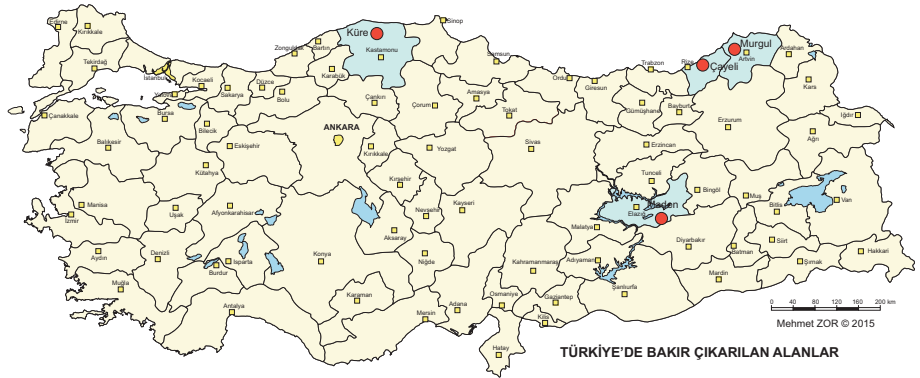 Sinop
Edirne
Kırıkkale
Küre
Murgul
Zonguldak
Bartın
Kastamonu
Artvin
Ardahan
Tekirdağ
Samsun
Trabzon
Rize
Çayeli
İstanbul
Kocaeli
Karabük
Ordu
Giresun
Kars
Yalova
Sakarya
Düzce
Bolu
Çankırı
Çorum
Amasya
Tokat
Gümüşhane
Bayburt
Iğdır
Çanakkale
Bursa
Bilecik
ANKARA
Erzurum
Ağrı
Balıkesir
Eskişehir
Kırıkkale
Yozgat
Sivas
Erzincan
Kütahya
Tunceli
Kırşehir
Bingöl
Muş
Manisa
Uşak
Afyonkarahisar
Nevşehir
Kayseri
Maden
Elazığ
Bitlis
Van
İzmir
Aksaray
Malatya
Aydın
Denizli
Isparta
Konya
Niğde
Diyarbakır
Batman
Siirt
Hakkari
Burdur
Kahramanmaraş
Adıyaman
Şırnak
Muğla
Mardin
Şanlıurfa
Antalya
Karaman
Adana
Osmaniye
Gaziantep
Mersin
Kilis
Hatay
0 40 80 120 160 200 km
Mehmet ZOR © 2015
TÜRKİYE'DE BAKIR ÇIKARILAN ALANLAR